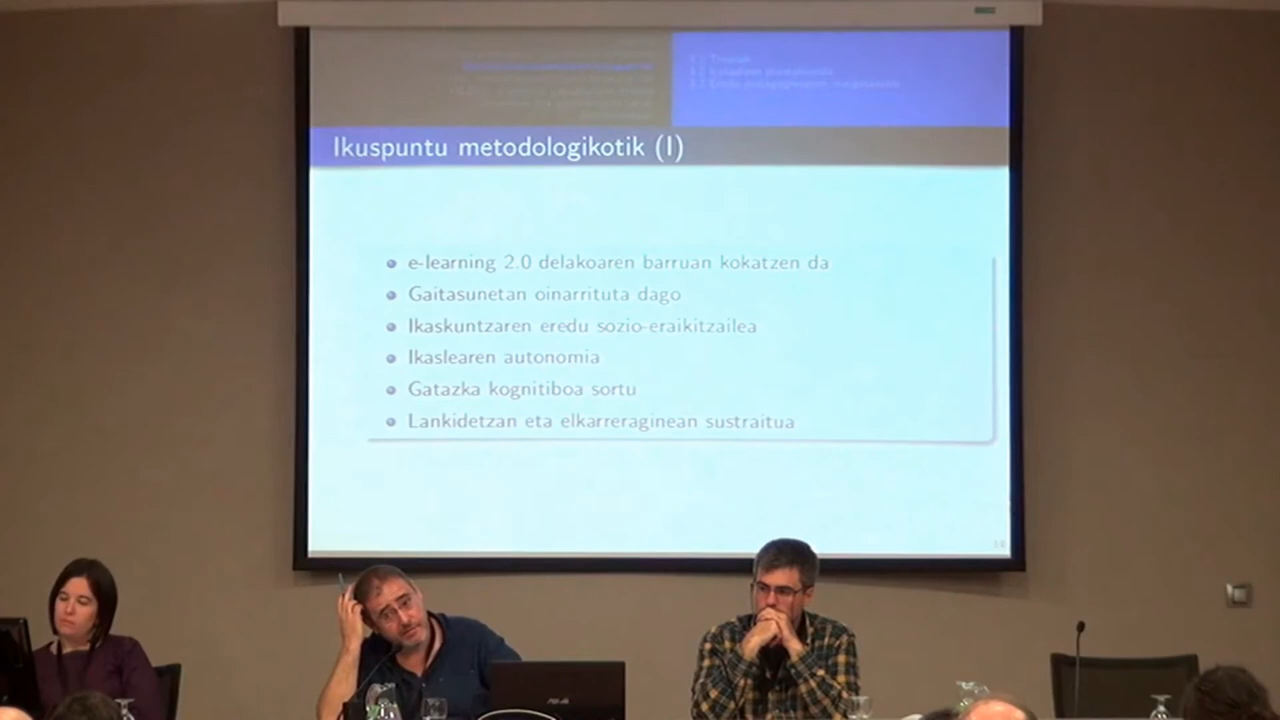 Ikuspuntu metodologikotik (I)
e-learning 2.0 delakoaren barruan kokatzen da
Gaitasunetan oinarrituta dago
Ikaskuntzaren eredu sozio-eraikitzailea
Ikaslearen autonomia
Gatazka kognitiboa sortu
Lankidetzan eta elkarreraginean sustraitua